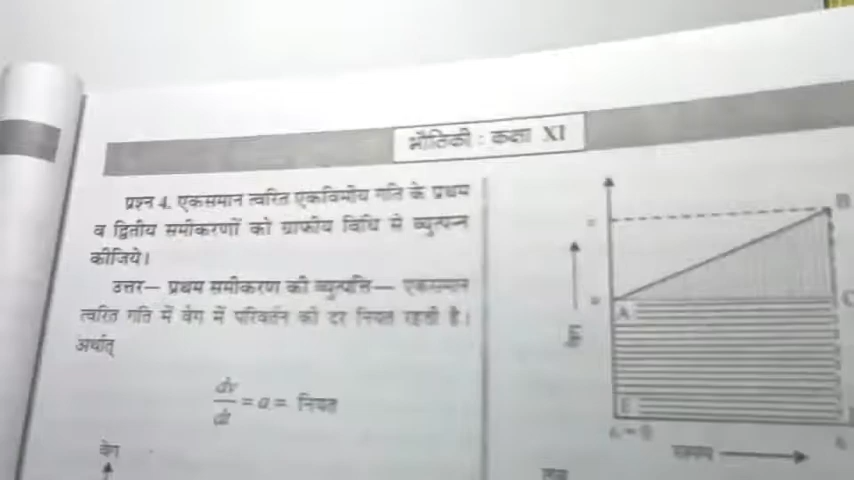 भौतिकी : कक्षा XI
प्रश्न 4. एकसमान त्वरित एकविमीय गति के प्रथम
व द्वितीय समीकरणों को ग्राफीय विधि से व्युत्पन्न
कीजिये।
उत्तर— प्रथम समीकरण की व्युत्पत्ति— एकसमान
त्वरित गति में वेग में परिवर्तन की दर नियत रहती है।
अर्थात्
dv/dt = a = नियत
वेग
B
A
C
E
समय